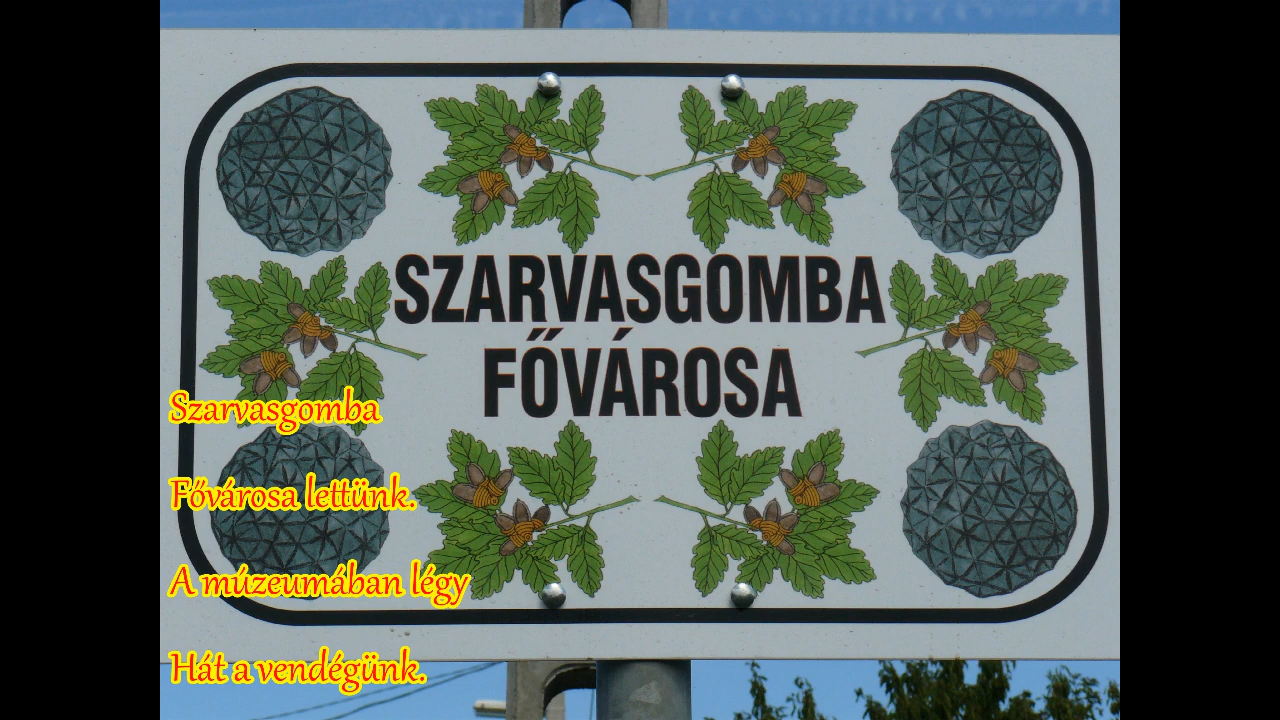 SZARVASGOMBA
FŐVÁROSA
Szarvasgomba
Fővárosa lettünk.
A múzeumában légy
Hát a vendégünk.